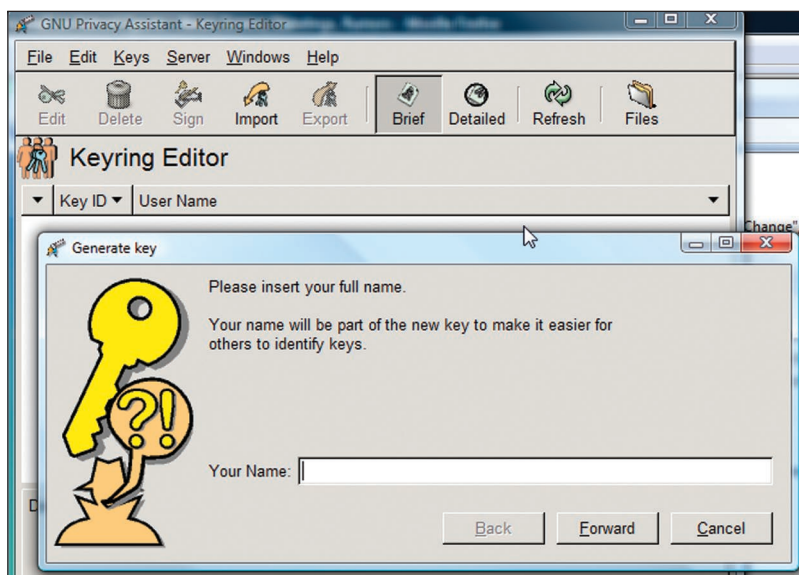 GNU Privacy Assistant - Keyring Editor
File Edit Keys Server Windows Help
Edit Delete Sign Import Export Brief Detailed Refresh Files
Keyring Editor
Key ID User Name
Change"
Generate key
Please insert your full name.
Your name will be part of the new key to make it easier for
others to identify keys.
?!
Your Name:
D
Back Forward Cancel